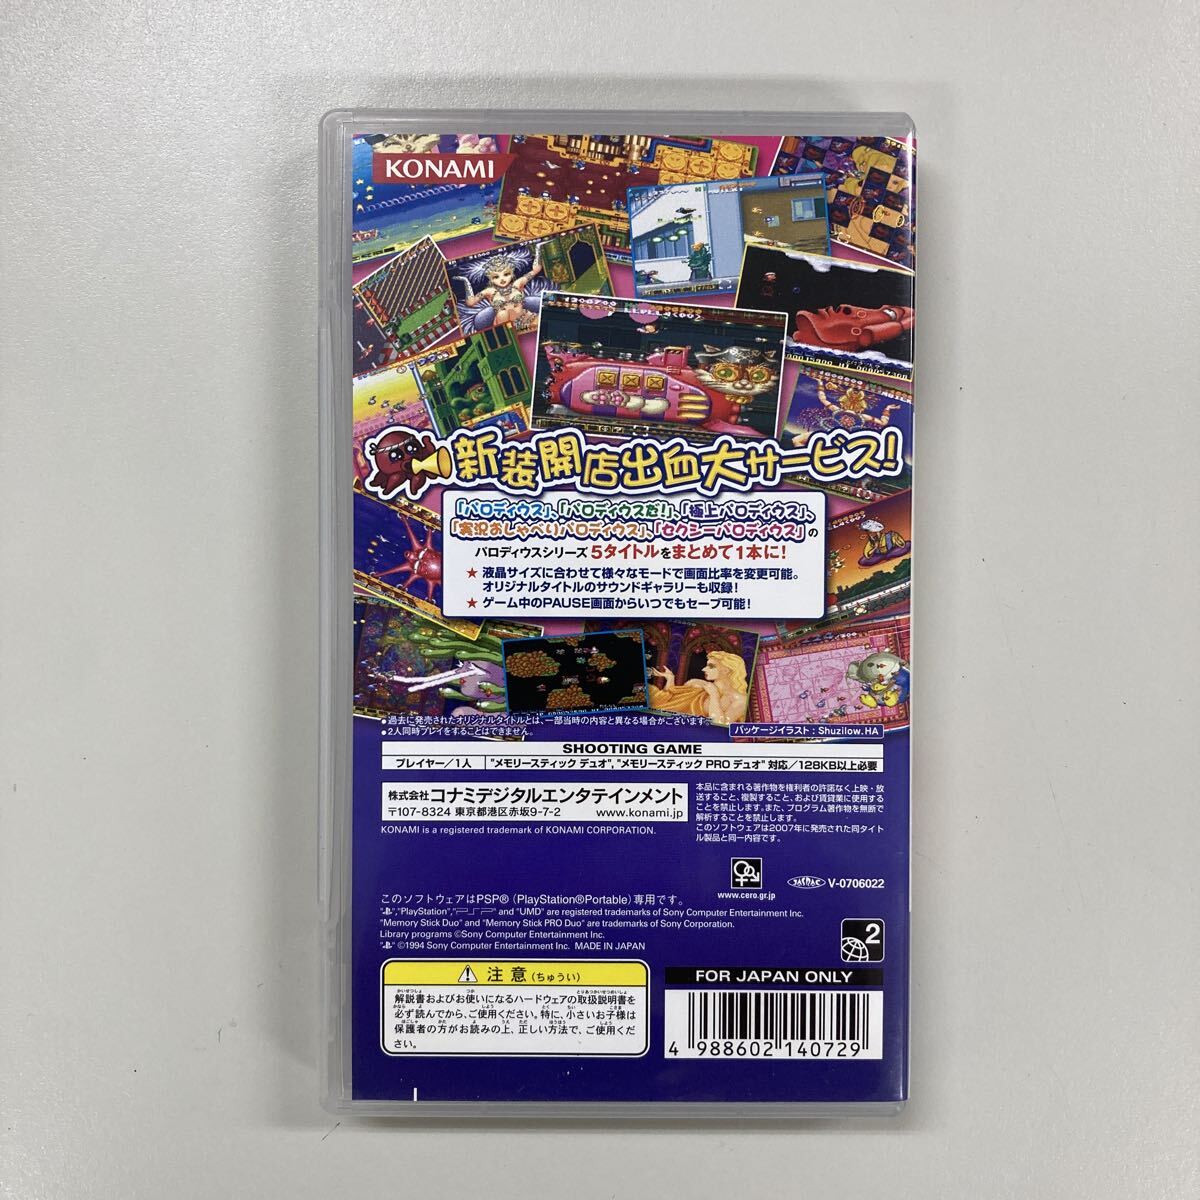 KONAMI
新装開店出血大サービス!
「パロディウス」、「パロディウスだ!」、「極上パロディウス」、
「実況おしゃべりパロディウス」、「セクシーパロディウス」の
パロディウスシリーズ5タイトルをまとめて1本に!
★ 液晶サイズに合わせて様々なモードで画面比率を変更可能。
オリジナルタイトルのサウンドギャラリーも収録!
★ ゲーム中のPAUSE画面からいつでもセーブ可能!
●過去に発売されたオリジナルタイトルとは、一部当時の内容と異なる場合がございます。
●2人同時プレイをすることはできません。
パッケージイラスト:Shuzilow.HA
SHOOTING GAME
プレイヤー/1人
"メモリースティック デュオ", "メモリースティック PRO デュオ" 対応/128KB以上必要
株式会社コナミデジタルエンタテインメント
〒107-8324 東京都港区赤坂9-7-2 www.konami.jp
KONAMI is a registered trademark of KONAMI CORPORATION.
本品に含まれる著作物を権利者の許諾なく上映・放
送すること、複製すること、および賃貸業に使用する
ことを禁止します。また、プログラム著作物を無断で
解析することを禁止します。
このソフトウェアは2007年に発売された同タイト
ル製品と同一内容です。
www.cero.gr.jp
V-0706022
このソフトウェアはPSP®(PlayStation®Portable)専用です。
"PlayStation", "PSP" and "UMD" are registered trademarks of Sony Computer Entertainment Inc.
"Memory Stick Duo" and "Memory Stick PRO Duo" are trademarks of Sony Corporation.
Library programs ©Sony Computer Entertainment Inc.
©1994 Sony Computer Entertainment Inc. MADE IN JAPAN
2
注意(ちゅうい)
解説書およびお使いになるハードウェアの取扱説明書を
必ず読んでから、ご使用ください。特に、小さいお子様は
保護者の方がお読みの上、正しい方法で、ご使用くだ
さい。
FOR JAPAN ONLY
4 988602 140729